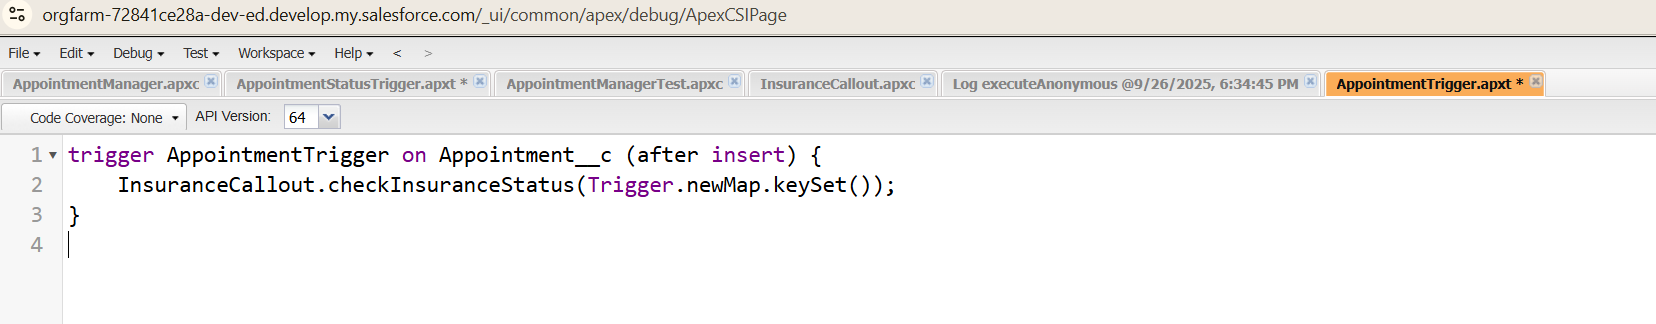 orgfarm-72841ce28a-dev-ed.develop.my.salesforce.com/_ui/common/apex/debug/ApexCSIPage
File Edit Debug Test Workspace Help < >
AppointmentManager.apxc AppointmentStatusTrigger.apxt * AppointmentManagerTest.apxc InsuranceCallout.apxc Log executeAnonymous @9/26/2025, 6:34:45 PM AppointmentTrigger.apxt *
Code Coverage: None API Version: 64
1 trigger AppointmentTrigger on Appointment__c (after insert) {
2     InsuranceCallout.checkInsuranceStatus(Trigger.newMap.keySet());
3 }
4